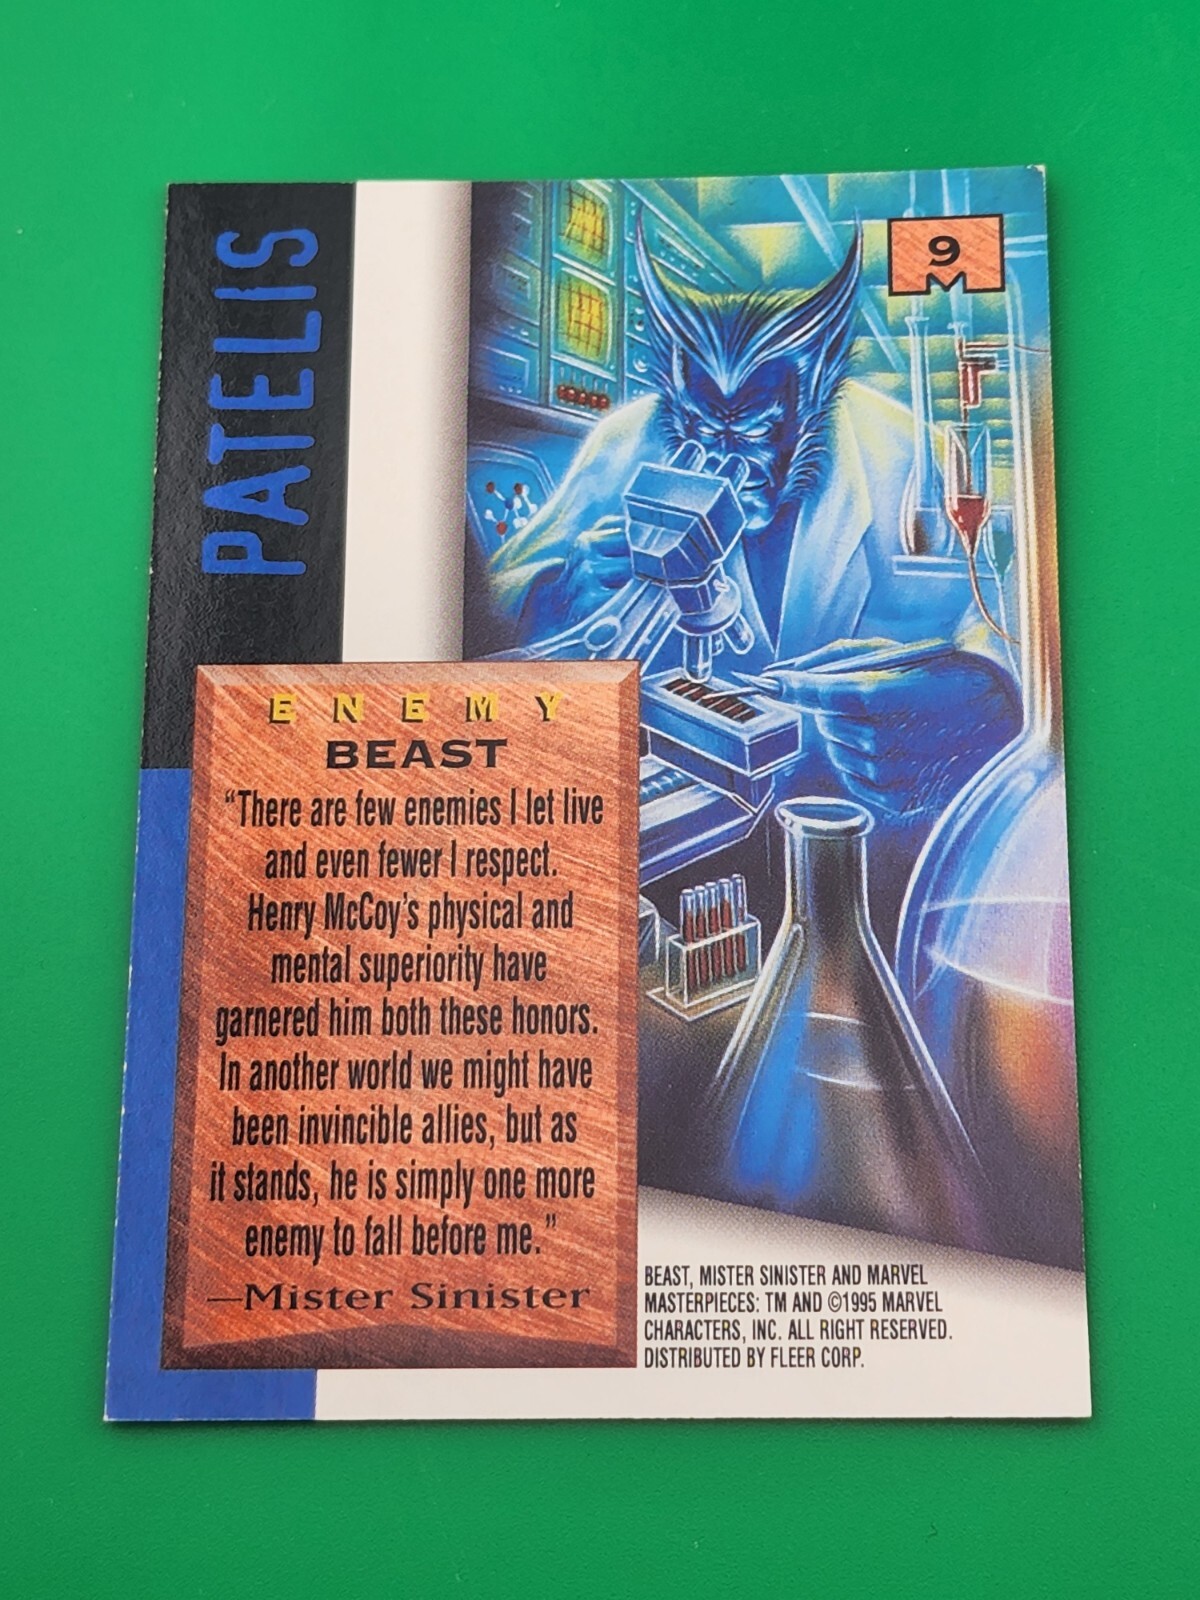 PATELIS
9
ENEMY
BEAST
“There are few enemies I let live
and even fewer I respect.
Henry McCoy's physical and
mental superiority have
garnered him both these honors.
In another world we might have
been invincible allies, but as
it stands, he is simply one more
enemy to fall before me.”
—Mister Sinister
BEAST, MISTER SINISTER AND MARVEL
MASTERPIECES: TM AND ©1995 MARVEL
CHARACTERS, INC. ALL RIGHT RESERVED.
DISTRIBUTED BY FLEER CORP.